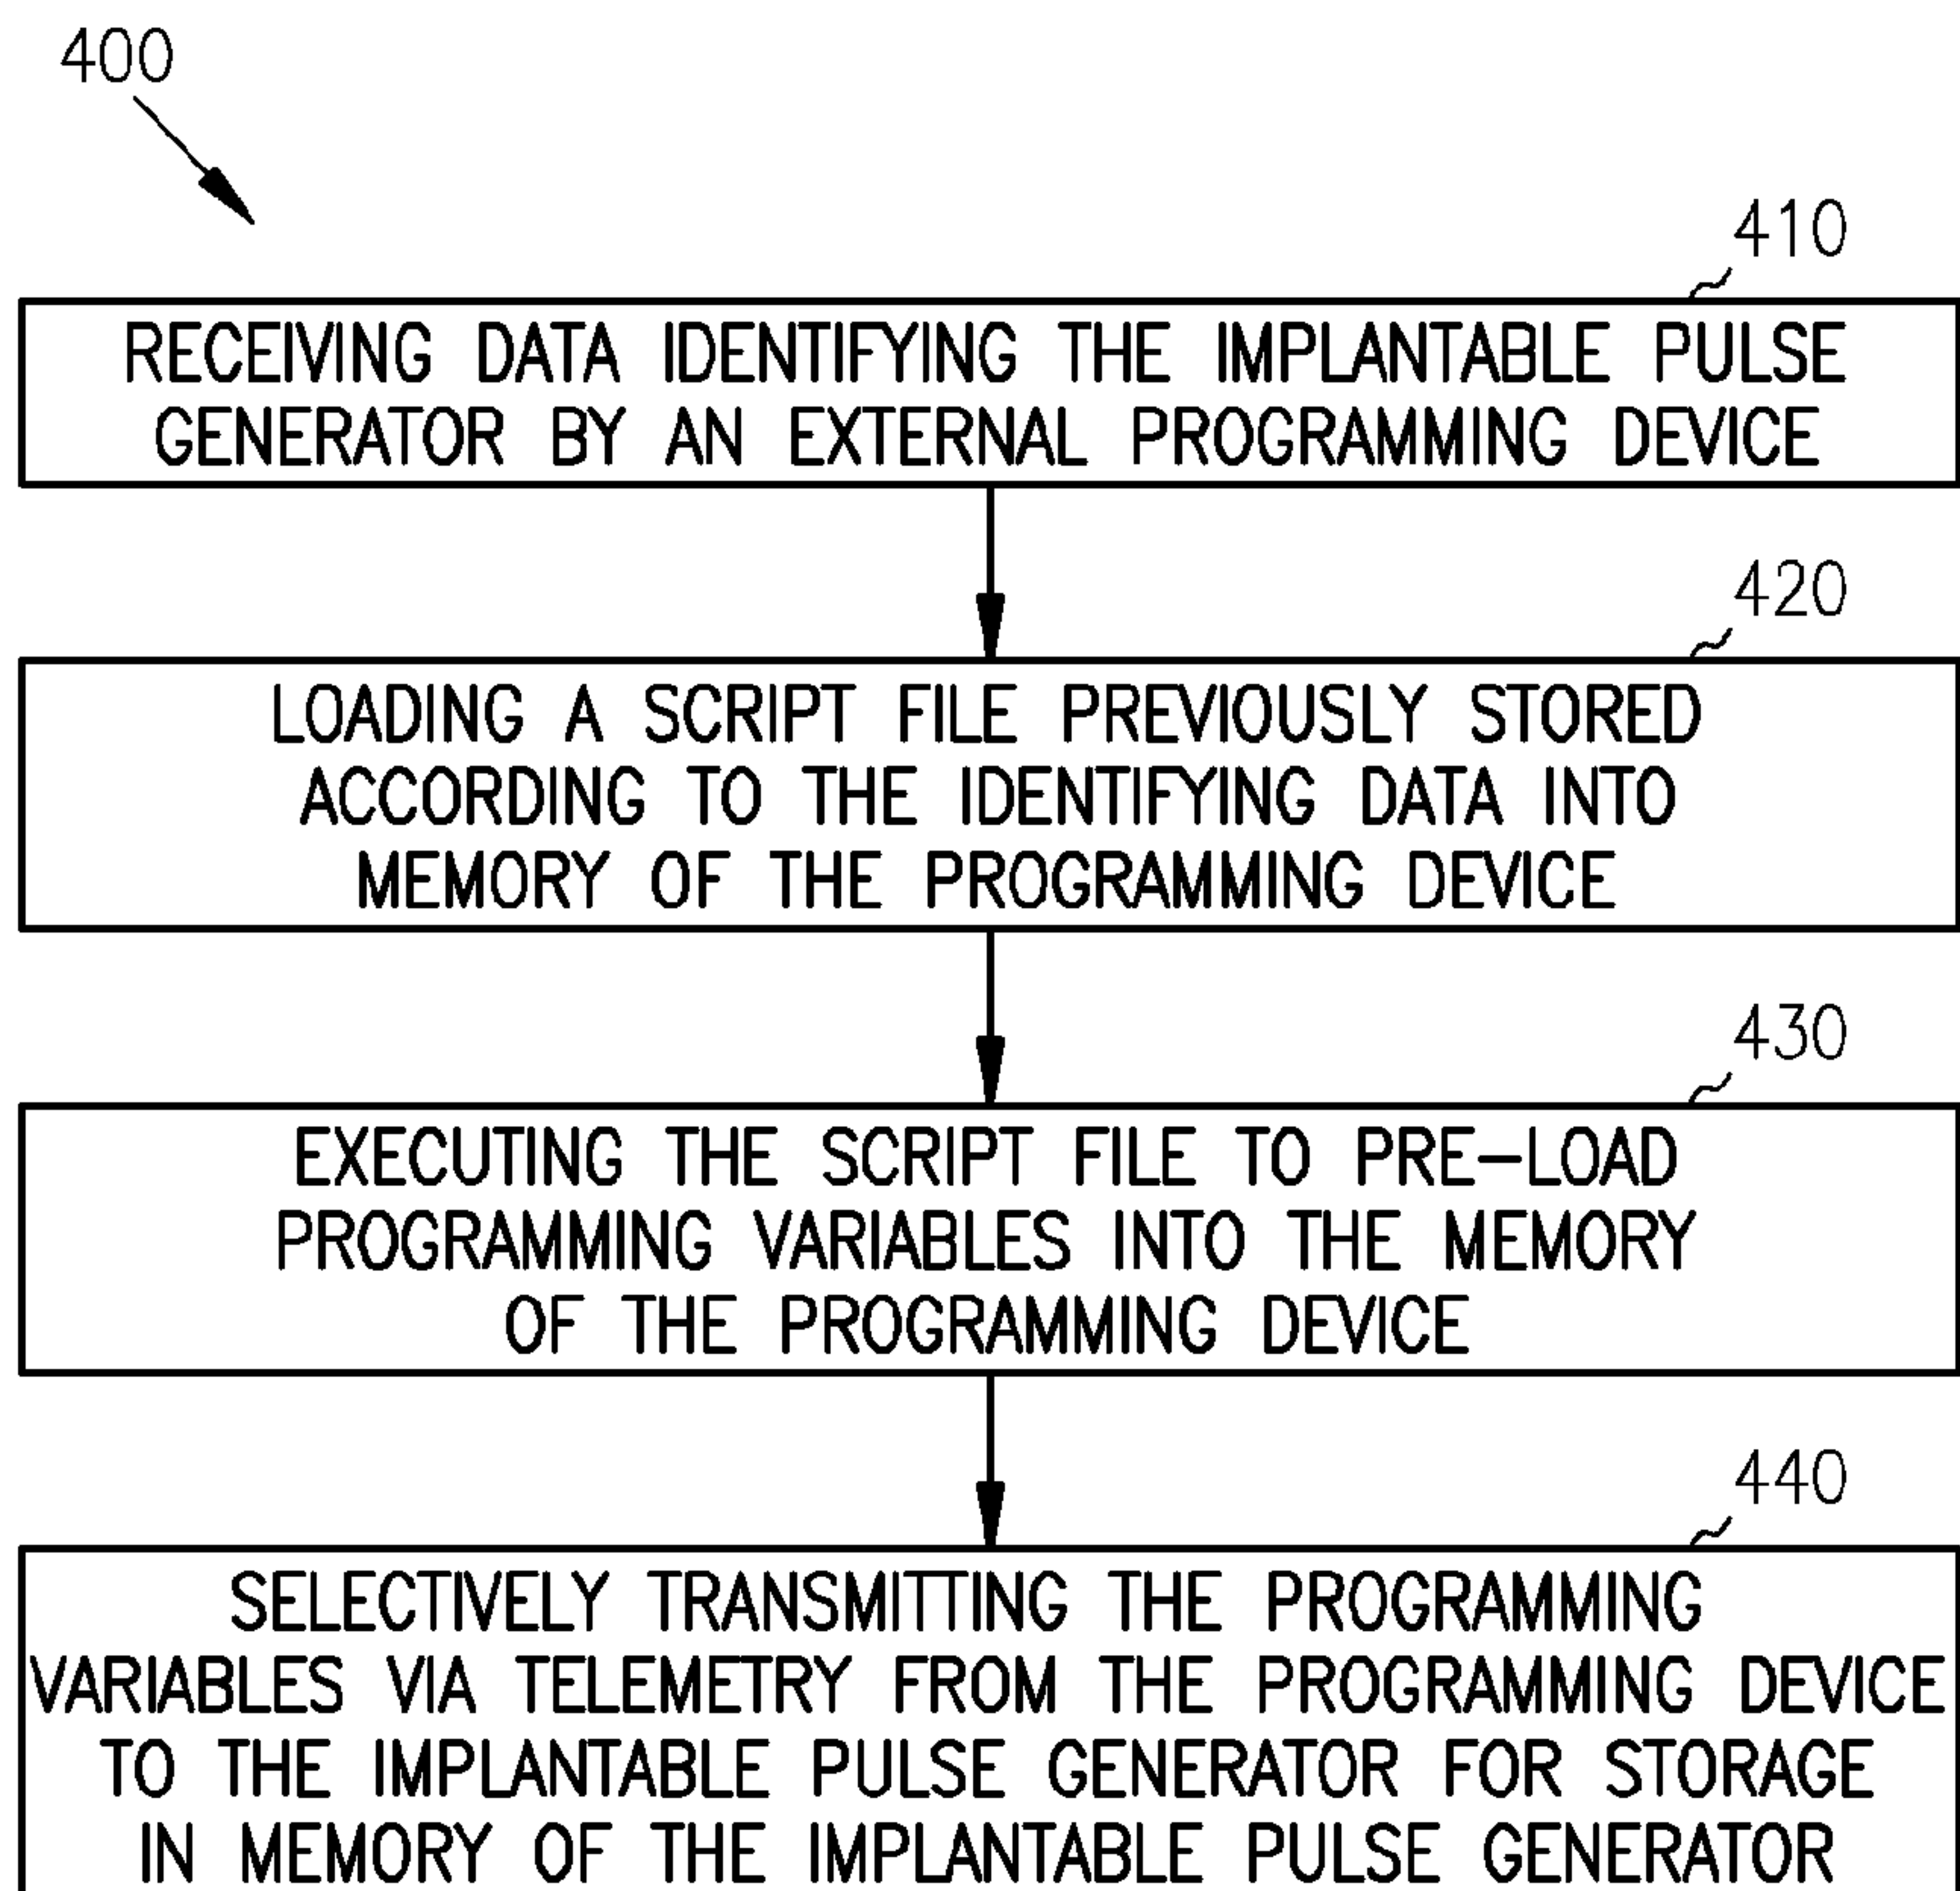 400
410
RECEIVING DATA IDENTIFYING THE IMPLANTABLE PULSE
GENERATOR BY AN EXTERNAL PROGRAMMING DEVICE
420
LOADING A SCRIPT FILE PREVIOUSLY STORED
ACCORDING TO THE IDENTIFYING DATA INTO
MEMORY OF THE PROGRAMMING DEVICE
430
EXECUTING THE SCRIPT FILE TO PRE-LOAD
PROGRAMMING VARIABLES INTO THE MEMORY
OF THE PROGRAMMING DEVICE
440
SELECTIVELY TRANSMITTING THE PROGRAMMING
VARIABLES VIA TELEMETRY FROM THE PROGRAMMING DEVICE
TO THE IMPLANTABLE PULSE GENERATOR FOR STORAGE
IN MEMORY OF THE IMPLANTABLE PULSE GENERATOR